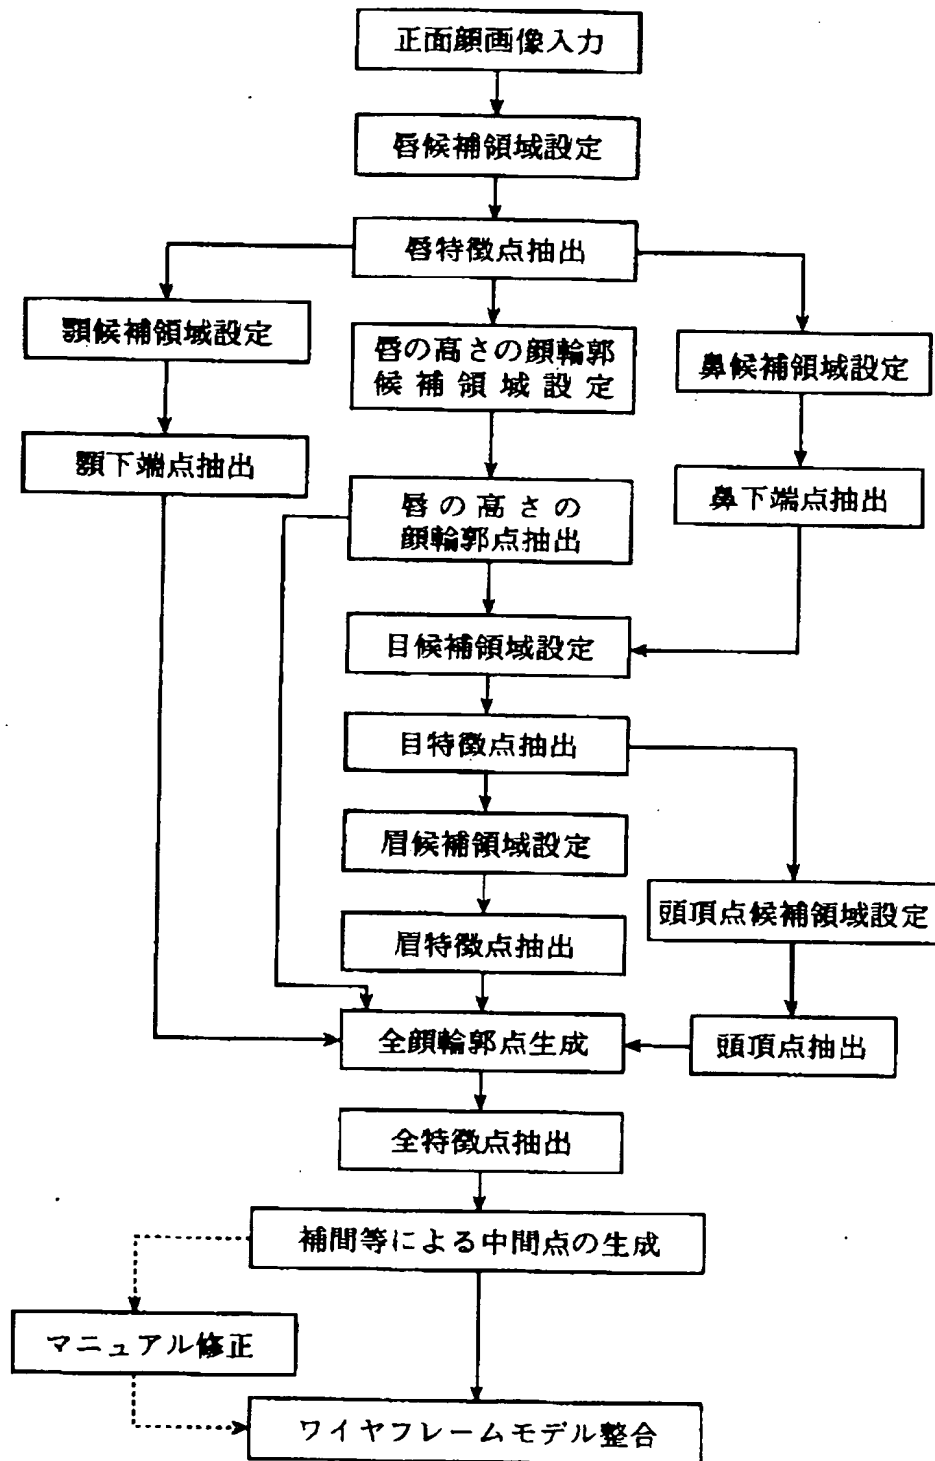 正面顔画像入力
唇候補領域設定
唇特徴点抽出
顎候補領域設定
唇の高さの顔輪郭
候補領域設定
鼻候補領域設定
顎下端点抽出
唇の高さの
顔輪郭点抽出
鼻下端点抽出
目候補領域設定
目特徴点抽出
眉候補領域設定
頭頂点候補領域設定
眉特徴点抽出
全顔輪郭点生成
頭頂点抽出
全特徴点抽出
補間等による中間点の生成
マニュアル修正
ワイヤフレームモデル整合